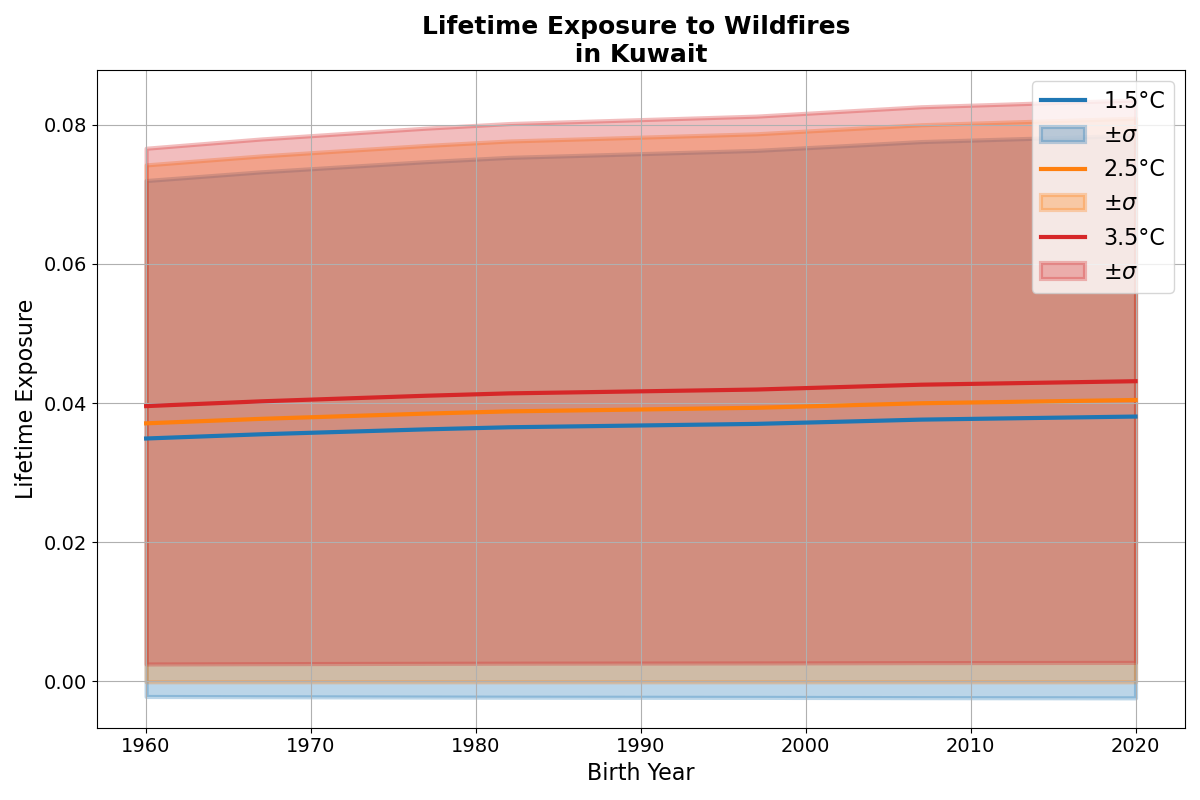 Lifetime Exposure to Wildfires
in Kuwait
1.5°C
±σ
2.5°C
±σ
3.5°C
±σ
Lifetime Exposure
0.08
0.06
0.04
0.02
0.00
1960 1970 1980 1990 2000 2010 2020
Birth Year